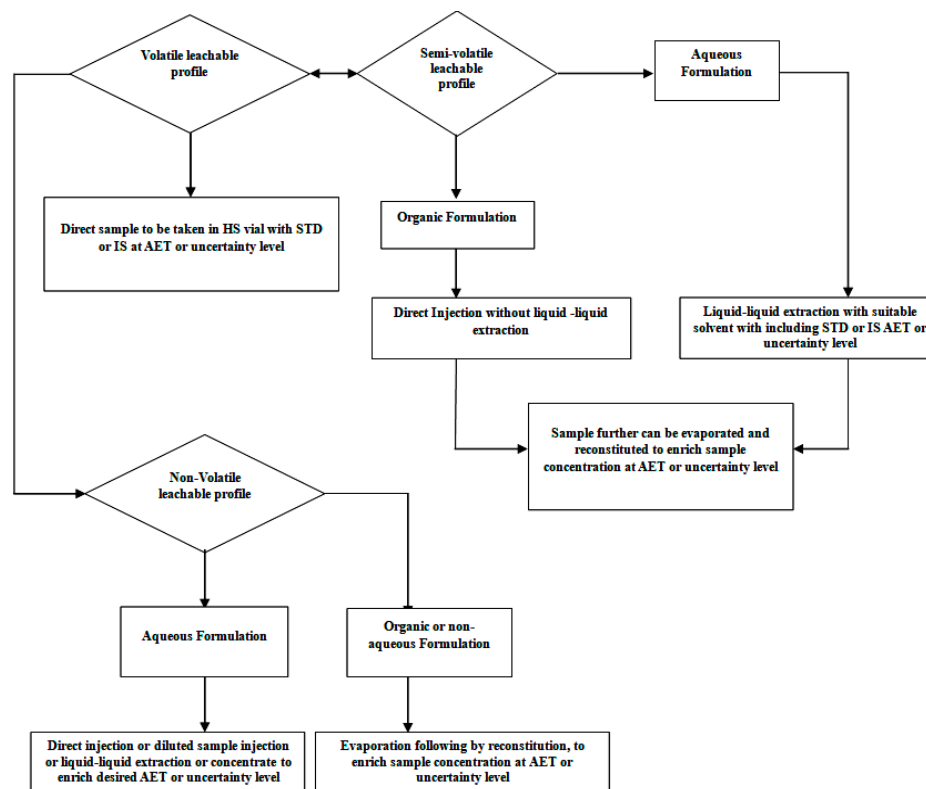 Volatile leachable
profile
Semi-volatile
leachable
profile
Aqueous
Formulation
Direct sample to be taken in HS vial with STD
or IS at AET or uncertainty level
Organic Formulation
Direct Injection without liquid -liquid
extraction
Liquid-liquid extraction with suitable
solvent with including STD or IS AET or
uncertainty level
Sample further can be evaporated and
reconstituted to enrich sample
concentration at AET or uncertainty level
Non-Volatile
leachable profile
Aqueous Formulation
Organic or non-
aqueous Formulation
Direct injection or diluted sample injection
or liquid-liquid extraction or concentrate to
enrich desired AET or uncertainty level
Evaporation following by reconstitution, to
enrich sample concentration at AET or
uncertainty level